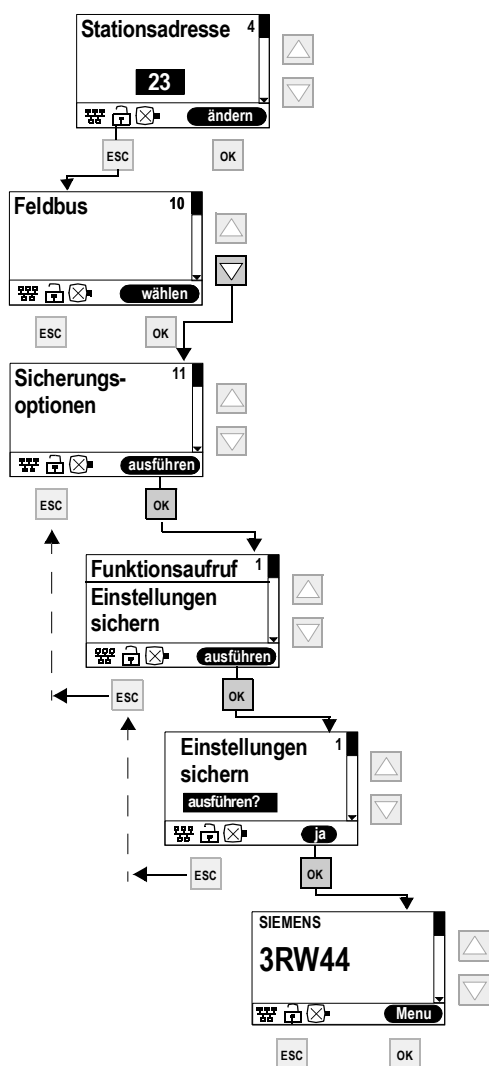 Stationsadresse 4
23
ändern
ESC OK
Feldbus 10
wählen
ESC OK
Sicherungs- 11
optionen
ausführen
ESC OK
Funktionsaufruf 1
Einstellungen
sichern
ausführen
ESC OK
Einstellungen 1
sichern
ausführen?
ja
ESC OK
SIEMENS
3RW44
Menu
ESC OK